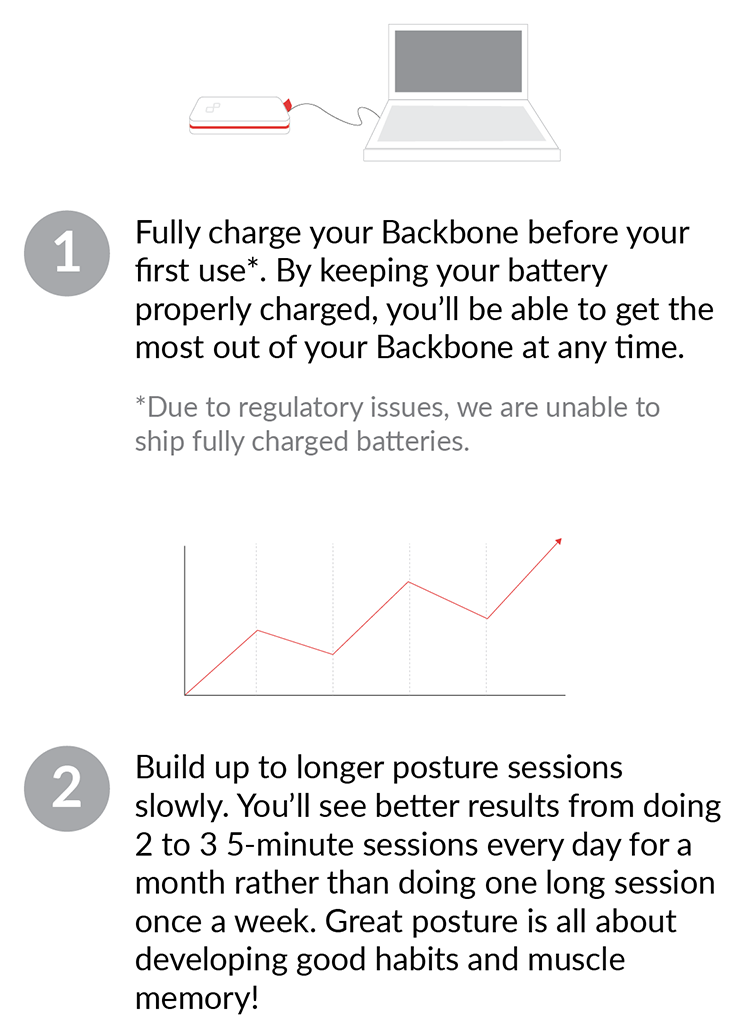 1
Fully charge your Backbone before your
first use*. By keeping your battery
properly charged, you’ll be able to get the
most out of your Backbone at any time.
*Due to regulatory issues, we are unable to
ship fully charged batteries.
2
Build up to longer posture sessions
slowly. You’ll see better results from doing
2 to 3 5-minute sessions every day for a
month rather than doing one long session
once a week. Great posture is all about
developing good habits and muscle
memory!